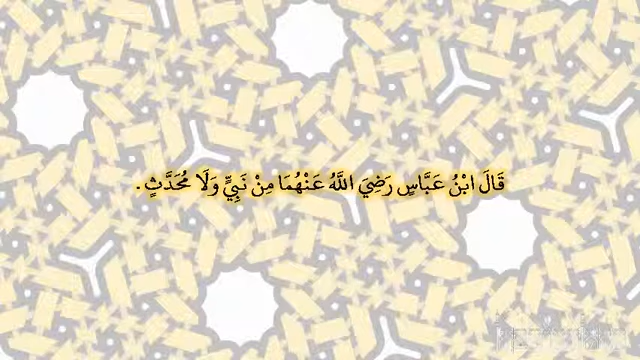 قَالَ ابْنُ عَبَّاسٍ رَضِيَ اللَّهُ عَنْهُمَا مِنْ نَبِيٍّ وَلَا مُحَدَّثٍ .